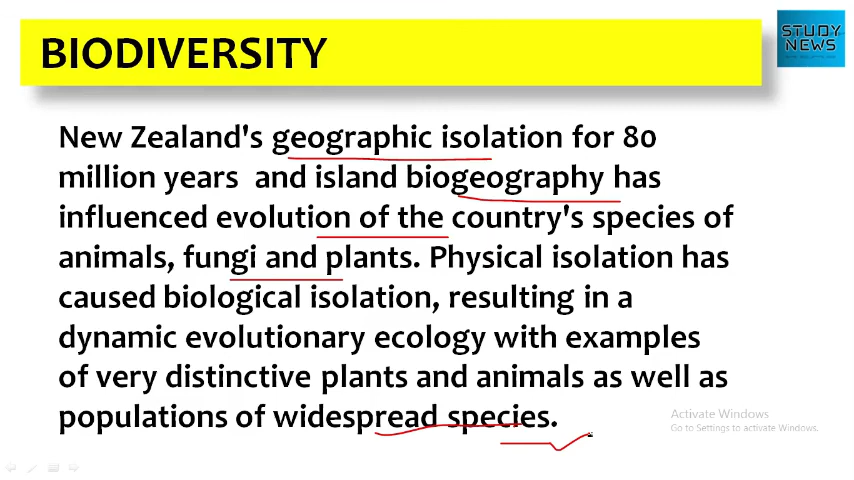 BIODIVERSITY
STUDY
NEWS
New Zealand's geographic isolation for 80
million years and island biogeography has
influenced evolution of the country's species of
animals, fungi and plants. Physical isolation has
caused biological isolation, resulting in a
dynamic evolutionary ecology with examples
of very distinctive plants and animals as well as
populations of widespread species.
Activate Windows
Go to Settings to activate Windows.